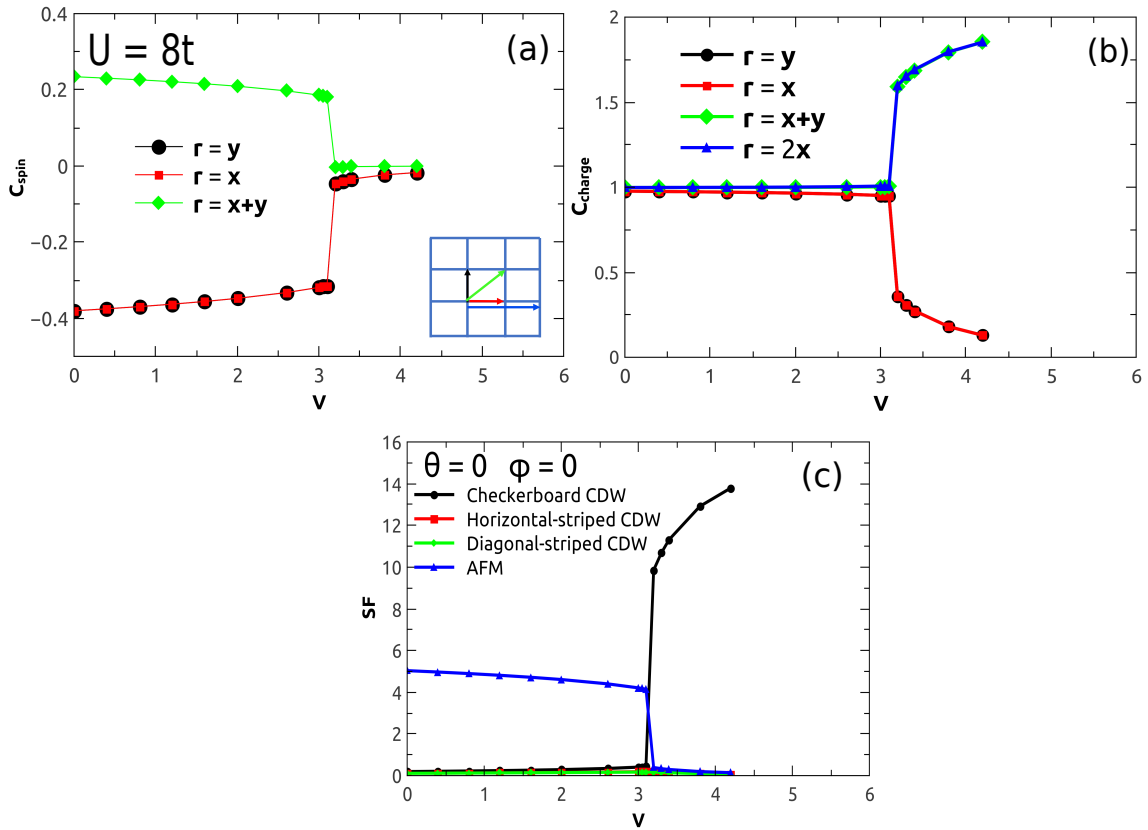 U = 8t
(a)
0.4
0.2
0
−0.2
−0.4
C_spin
r = y
r = x
r = x+y
0 1 2 3 4 5 6
V
2
1.5
1
0.5
0
C_charge
(b)
r = y
r = x
r = x+y
r = 2x
0 1 2 3 4 5 6
V
16
14
12
10
8
6
4
2
0
SF
θ = 0 φ = 0
(c)
Checkerboard CDW
Horizontal-striped CDW
Diagonal-striped CDW
AFM
0 1 2 3 4 5 6
V